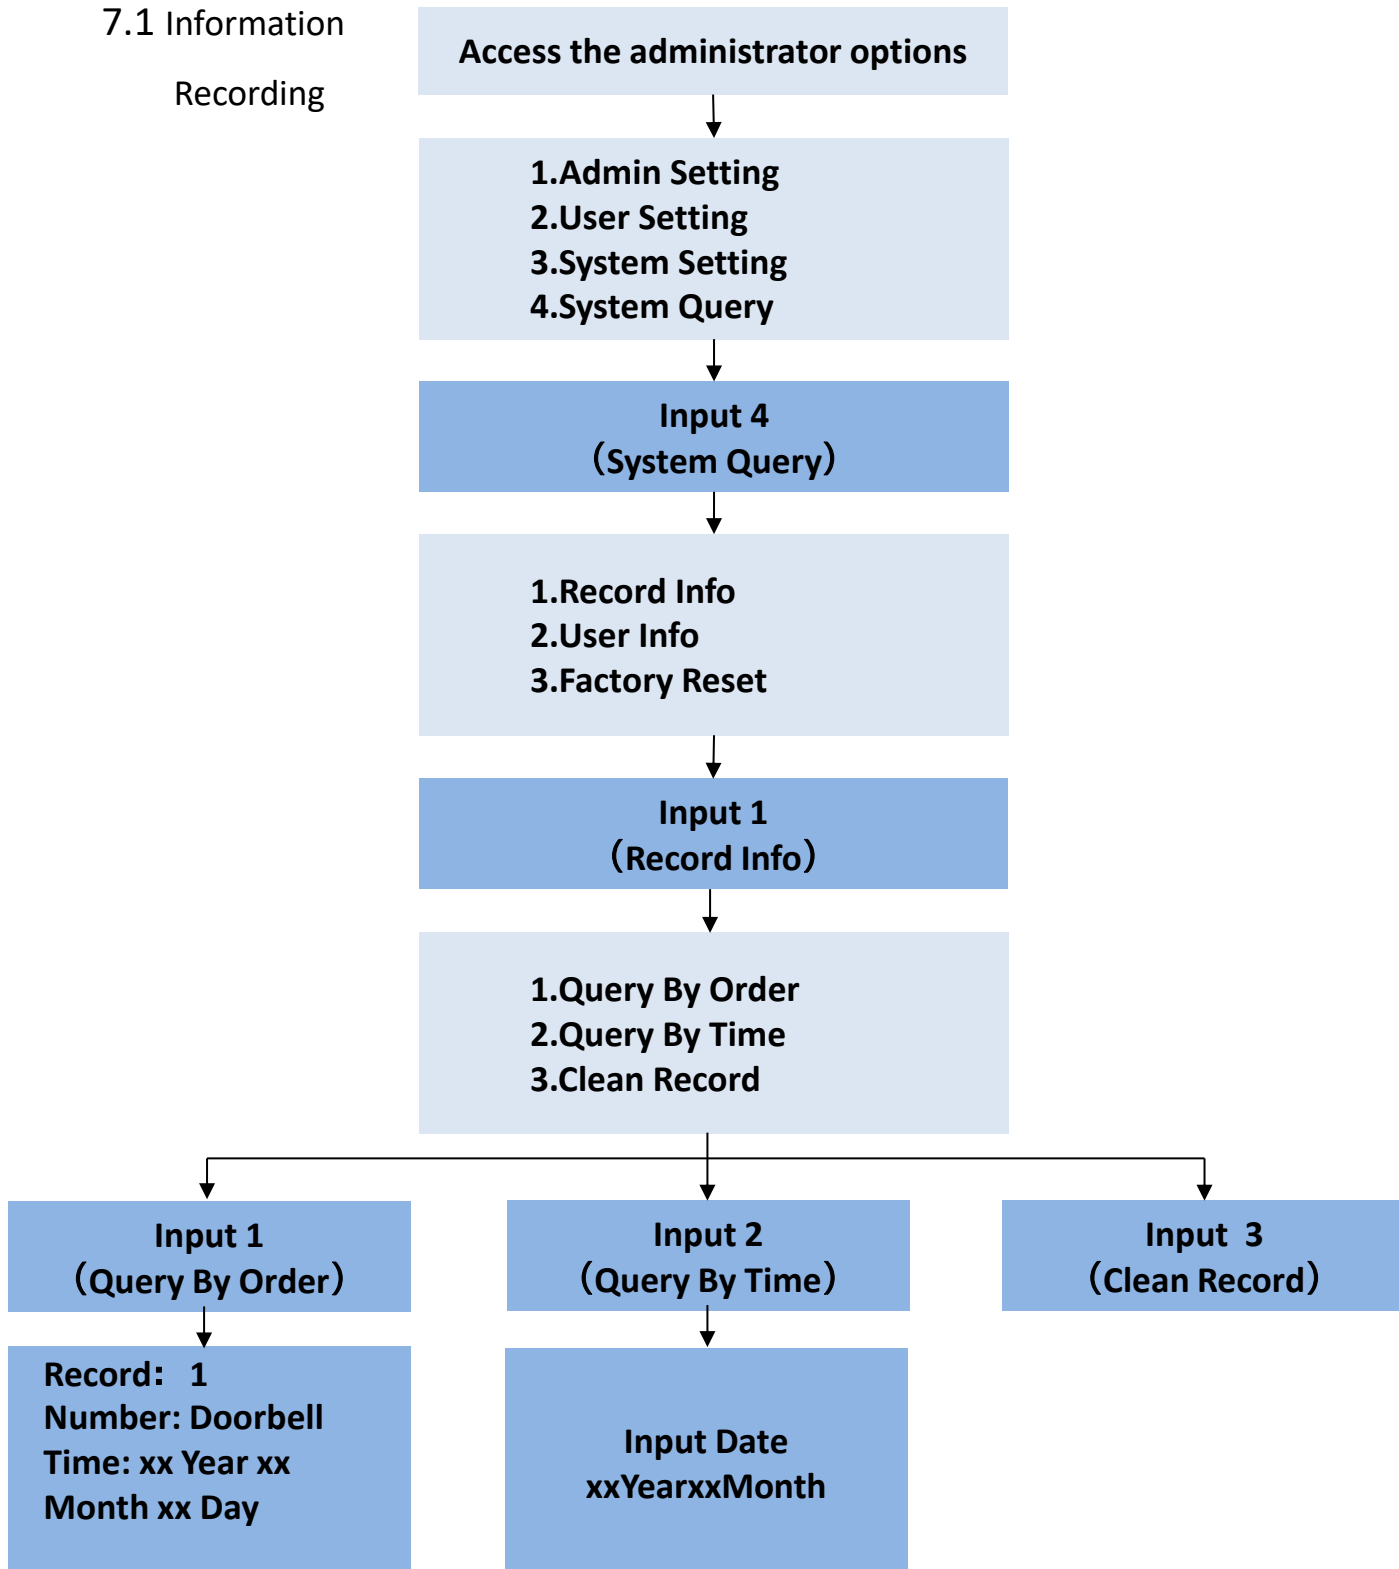 7.1 Information
Recording
Access the administrator options
1.Admin Setting
2.User Setting
3.System Setting
4.System Query
Input 4
（System Query）
1.Record Info
2.User Info
3.Factory Reset
Input 1
（Record Info）
1.Query By Order
2.Query By Time
3.Clean Record
Input 1
（Query By Order）
Input 2
（Query By Time）
Input  3
（Clean Record）
Record： 1
Number: Doorbell
Time: xx Year xx
Month xx Day
Input Date
xxYearxxMonth